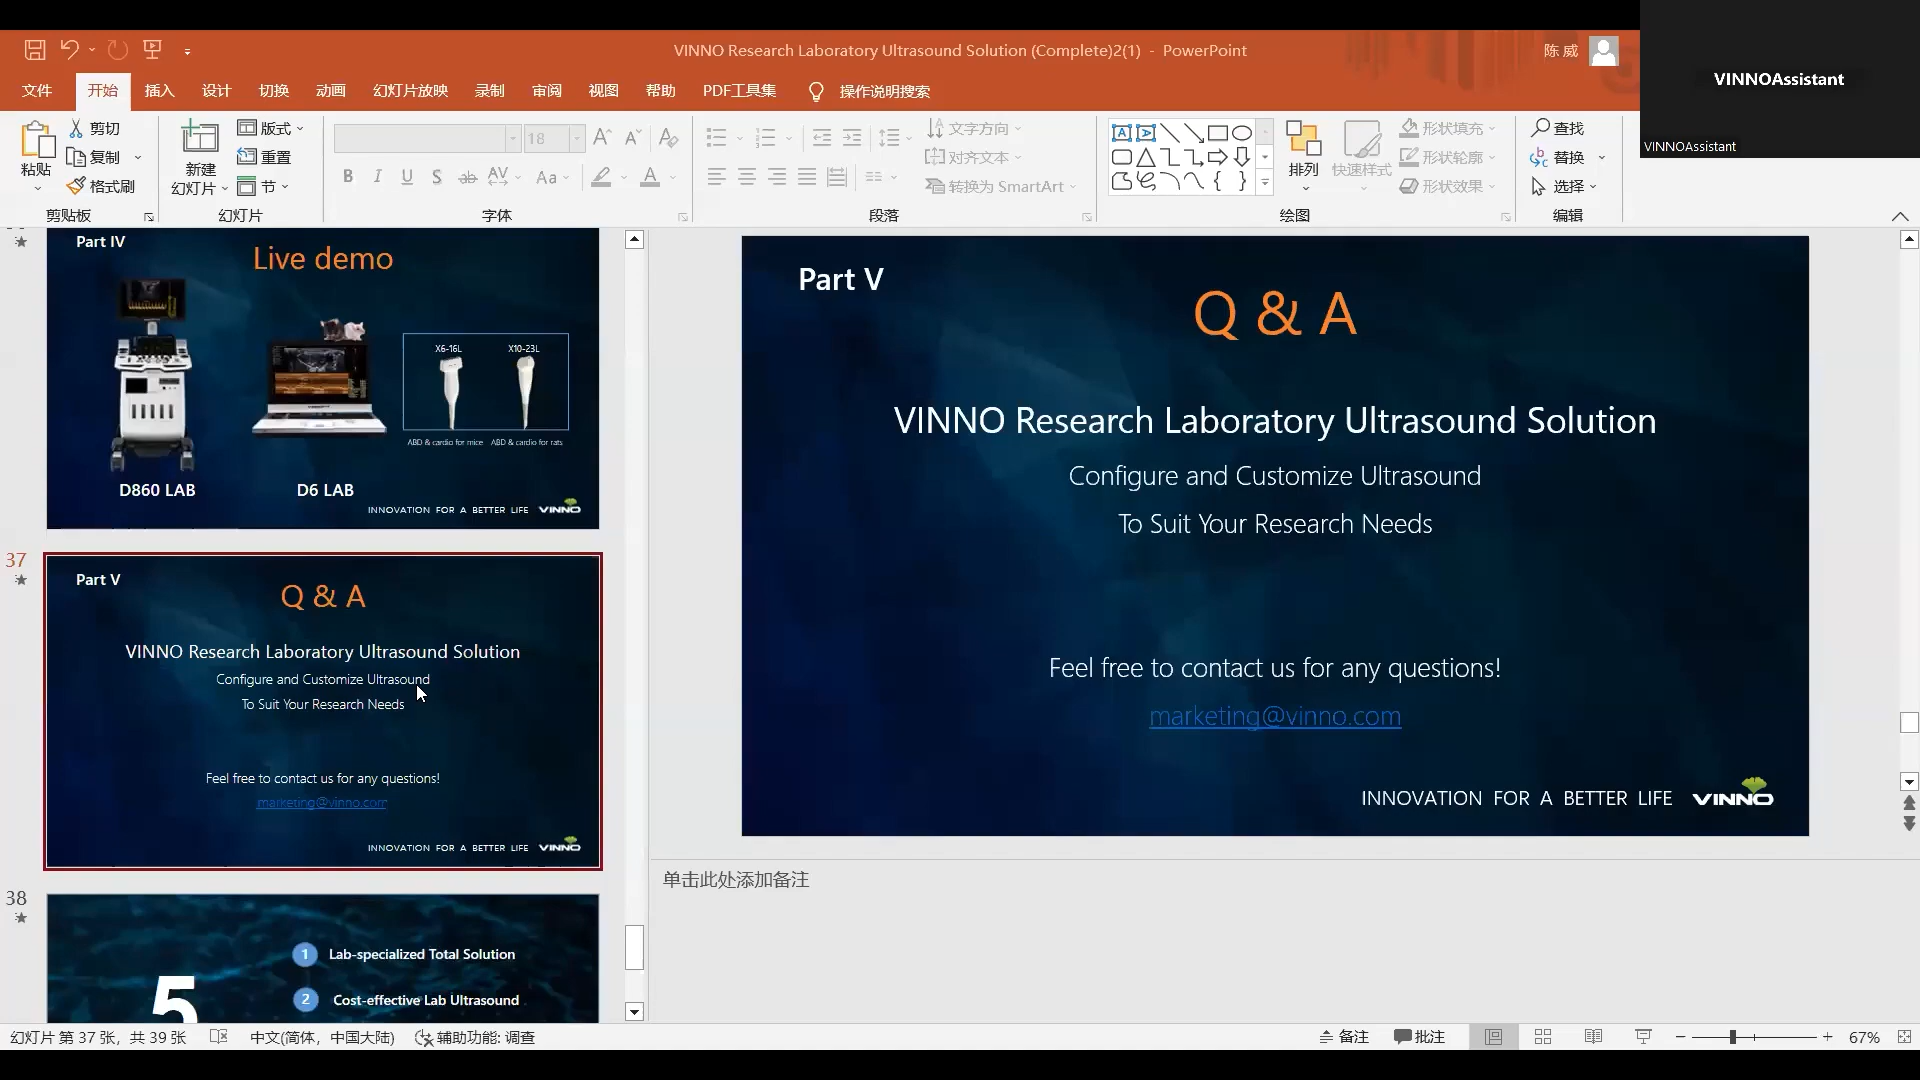 VINNO Research Laboratory Ultrasound Solution (Complete)2(1) - PowerPoint
陈 威
VINNOAssistant
VINNOAssistant
文件 开始 插入 设计 切换 动画 幻灯片放映 录制 审阅 视图 帮助 PDF工具集 操作说明搜索
粘贴
剪切
复制
格式刷
剪贴板
新建
幻灯片
版式
重置
节
幻灯片
18
B I U S ab AV Aa A
字体
文字方向
对齐文本
转换为 SmartArt
段落
排列
快速样式
形状填充
形状轮廓
形状效果
绘图
查找
替换
选择
编辑
Part IV
Live demo
X6-16L
X10-23L
ABD & cardio for mice
ABD & cardio for rats
D860 LAB
D6 LAB
INNOVATION FOR A BETTER LIFE VINNO
37
Part V
Q & A
VINNO Research Laboratory Ultrasound Solution
Configure and Customize Ultrasound
To Suit Your Research Needs
Feel free to contact us for any questions!
marketing@vinno.com
INNOVATION FOR A BETTER LIFE VINNO
38
5
1 Lab-specialized Total Solution
2 Cost-effective Lab Ultrasound
Part V
Q & A
VINNO Research Laboratory Ultrasound Solution
Configure and Customize Ultrasound
To Suit Your Research Needs
Feel free to contact us for any questions!
marketing@vinno.com
INNOVATION FOR A BETTER LIFE VINNO
单击此处添加备注
幻灯片 第 37 张，共 39 张 中文(简体，中国大陆) 辅助功能: 调查 备注 批注 67%